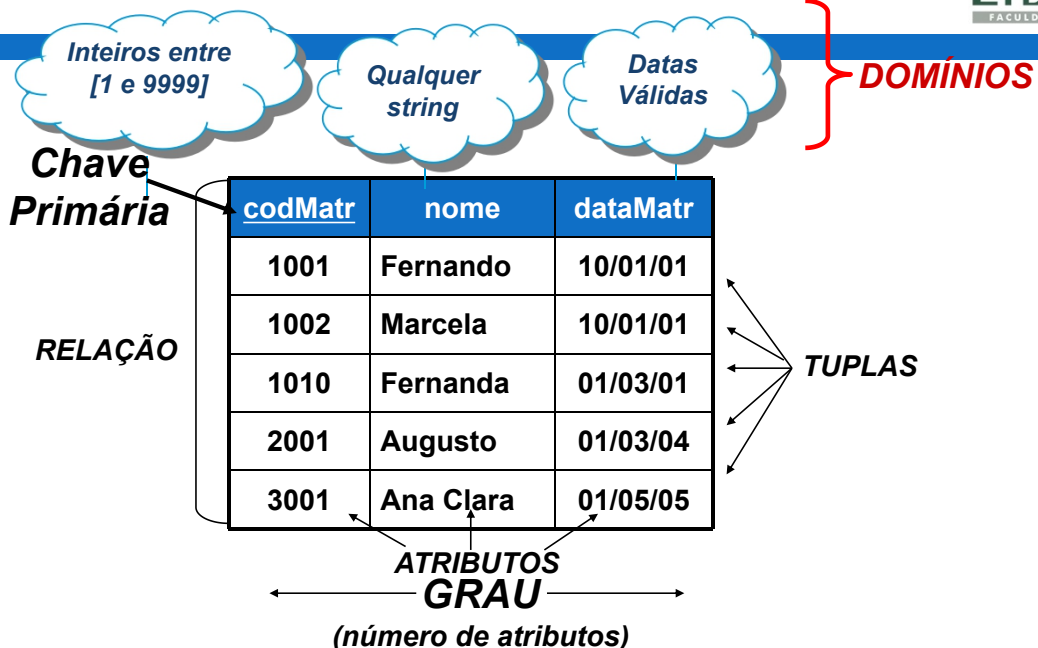 FACULD
Inteiros entre
[1 e 9999]
Qualquer
string
Datas
Válidas
DOMÍNIOS
Chave
Primária
codMatr nome dataMatr
1001 Fernando 10/01/01
1002 Marcela 10/01/01
RELAÇÃO
1010 Fernanda 01/03/01
TUPLAS
2001 Augusto 01/03/04
3001 Ana Clara 01/05/05
ATRIBUTOS
GRAU
(número de atributos)